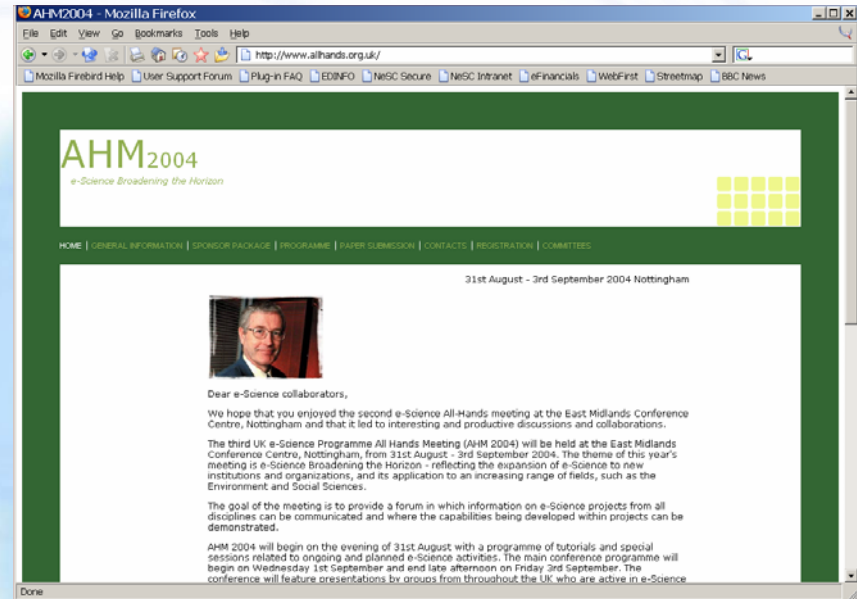 AHM2004 - Mozilla Firefox
File Edit View Go Bookmarks Tools Help
http://www.allhands.org.uk/
G
Mozilla Firebird Help User Support Forum Plug-in FAQ EDINFO NeSC Secure NeSC Intranet eFinancials WebFirst Streetmap BBC News
AHM2004
e-Science Broadening the Horizon
HOME | GENERAL INFORMATION | SPONSOR PACKAGE | PROGRAMME | PAPER SUBMISSION | CONTACTS | REGISTRATION | COMMITTEES
31st August - 3rd September 2004 Nottingham
Dear e-Science collaborators,
We hope that you enjoyed the second e-Science All-Hands meeting at the East Midlands Conference
Centre, Nottingham and that it led to interesting and productive discussions and collaborations.
The third UK e-Science Programme All Hands Meeting (AHM 2004) will be held at the East Midlands
Conference Centre, Nottingham, from 31st August - 3rd September 2004. The theme of this year's
meeting is e-Science Broadening the Horizon - reflecting the expansion of e-Science to new
institutions and organizations, and its application to an increasing range of fields, such as the
Environment and Social Sciences.
The goal of the meeting is to provide a forum in which information on e-Science projects from all
disciplines can be communicated and where the capabilities being developed within projects can be
demonstrated.
AHM 2004 will begin on the evening of 31st August with a programme of tutorials and special
sessions related to ongoing and planned e-Science activities. The main conference programme will
begin on Wednesday 1st September and end late afternoon on Friday 3rd September. The
conference will feature presentations by groups from throughout the UK who are active in e-Science
Done